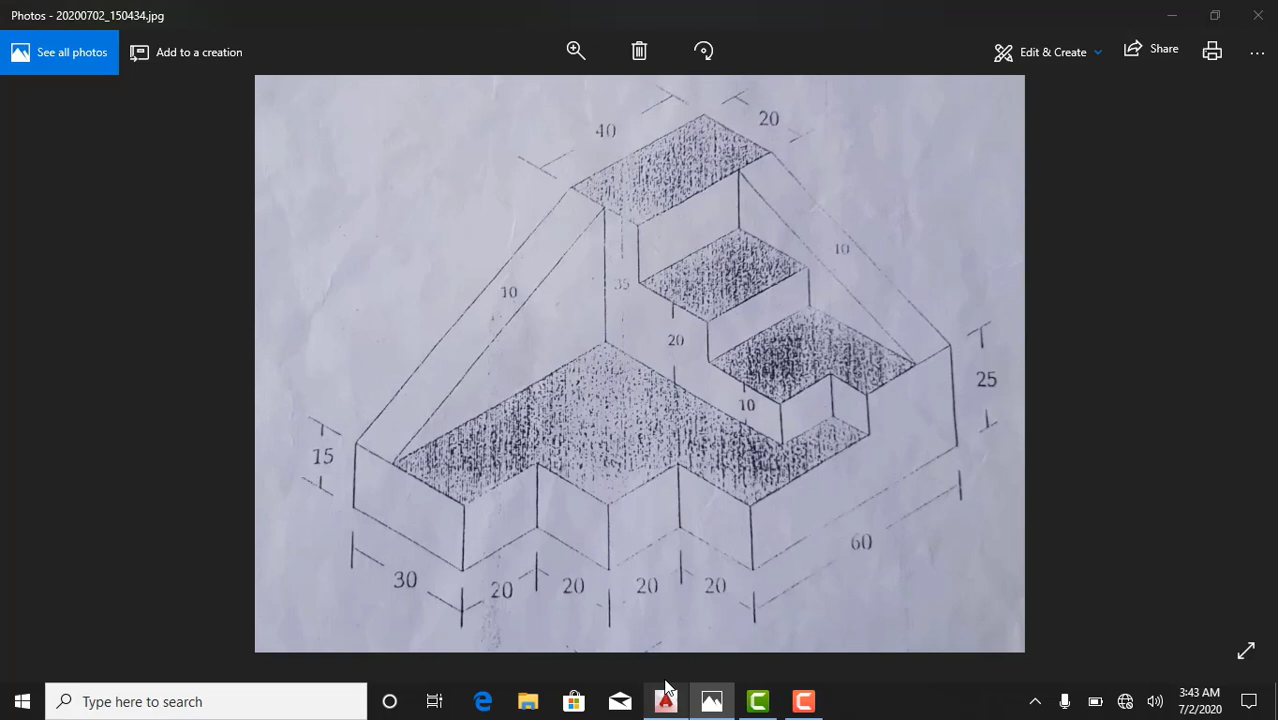 Photos - 20200702_150434.jpg
See all photos
Add to a creation
Edit & Create
Share
40
20
10
10
35
20
25
10
15
60
30
20
20
20
20
Type here to search
3:43 AM
7/2/2020